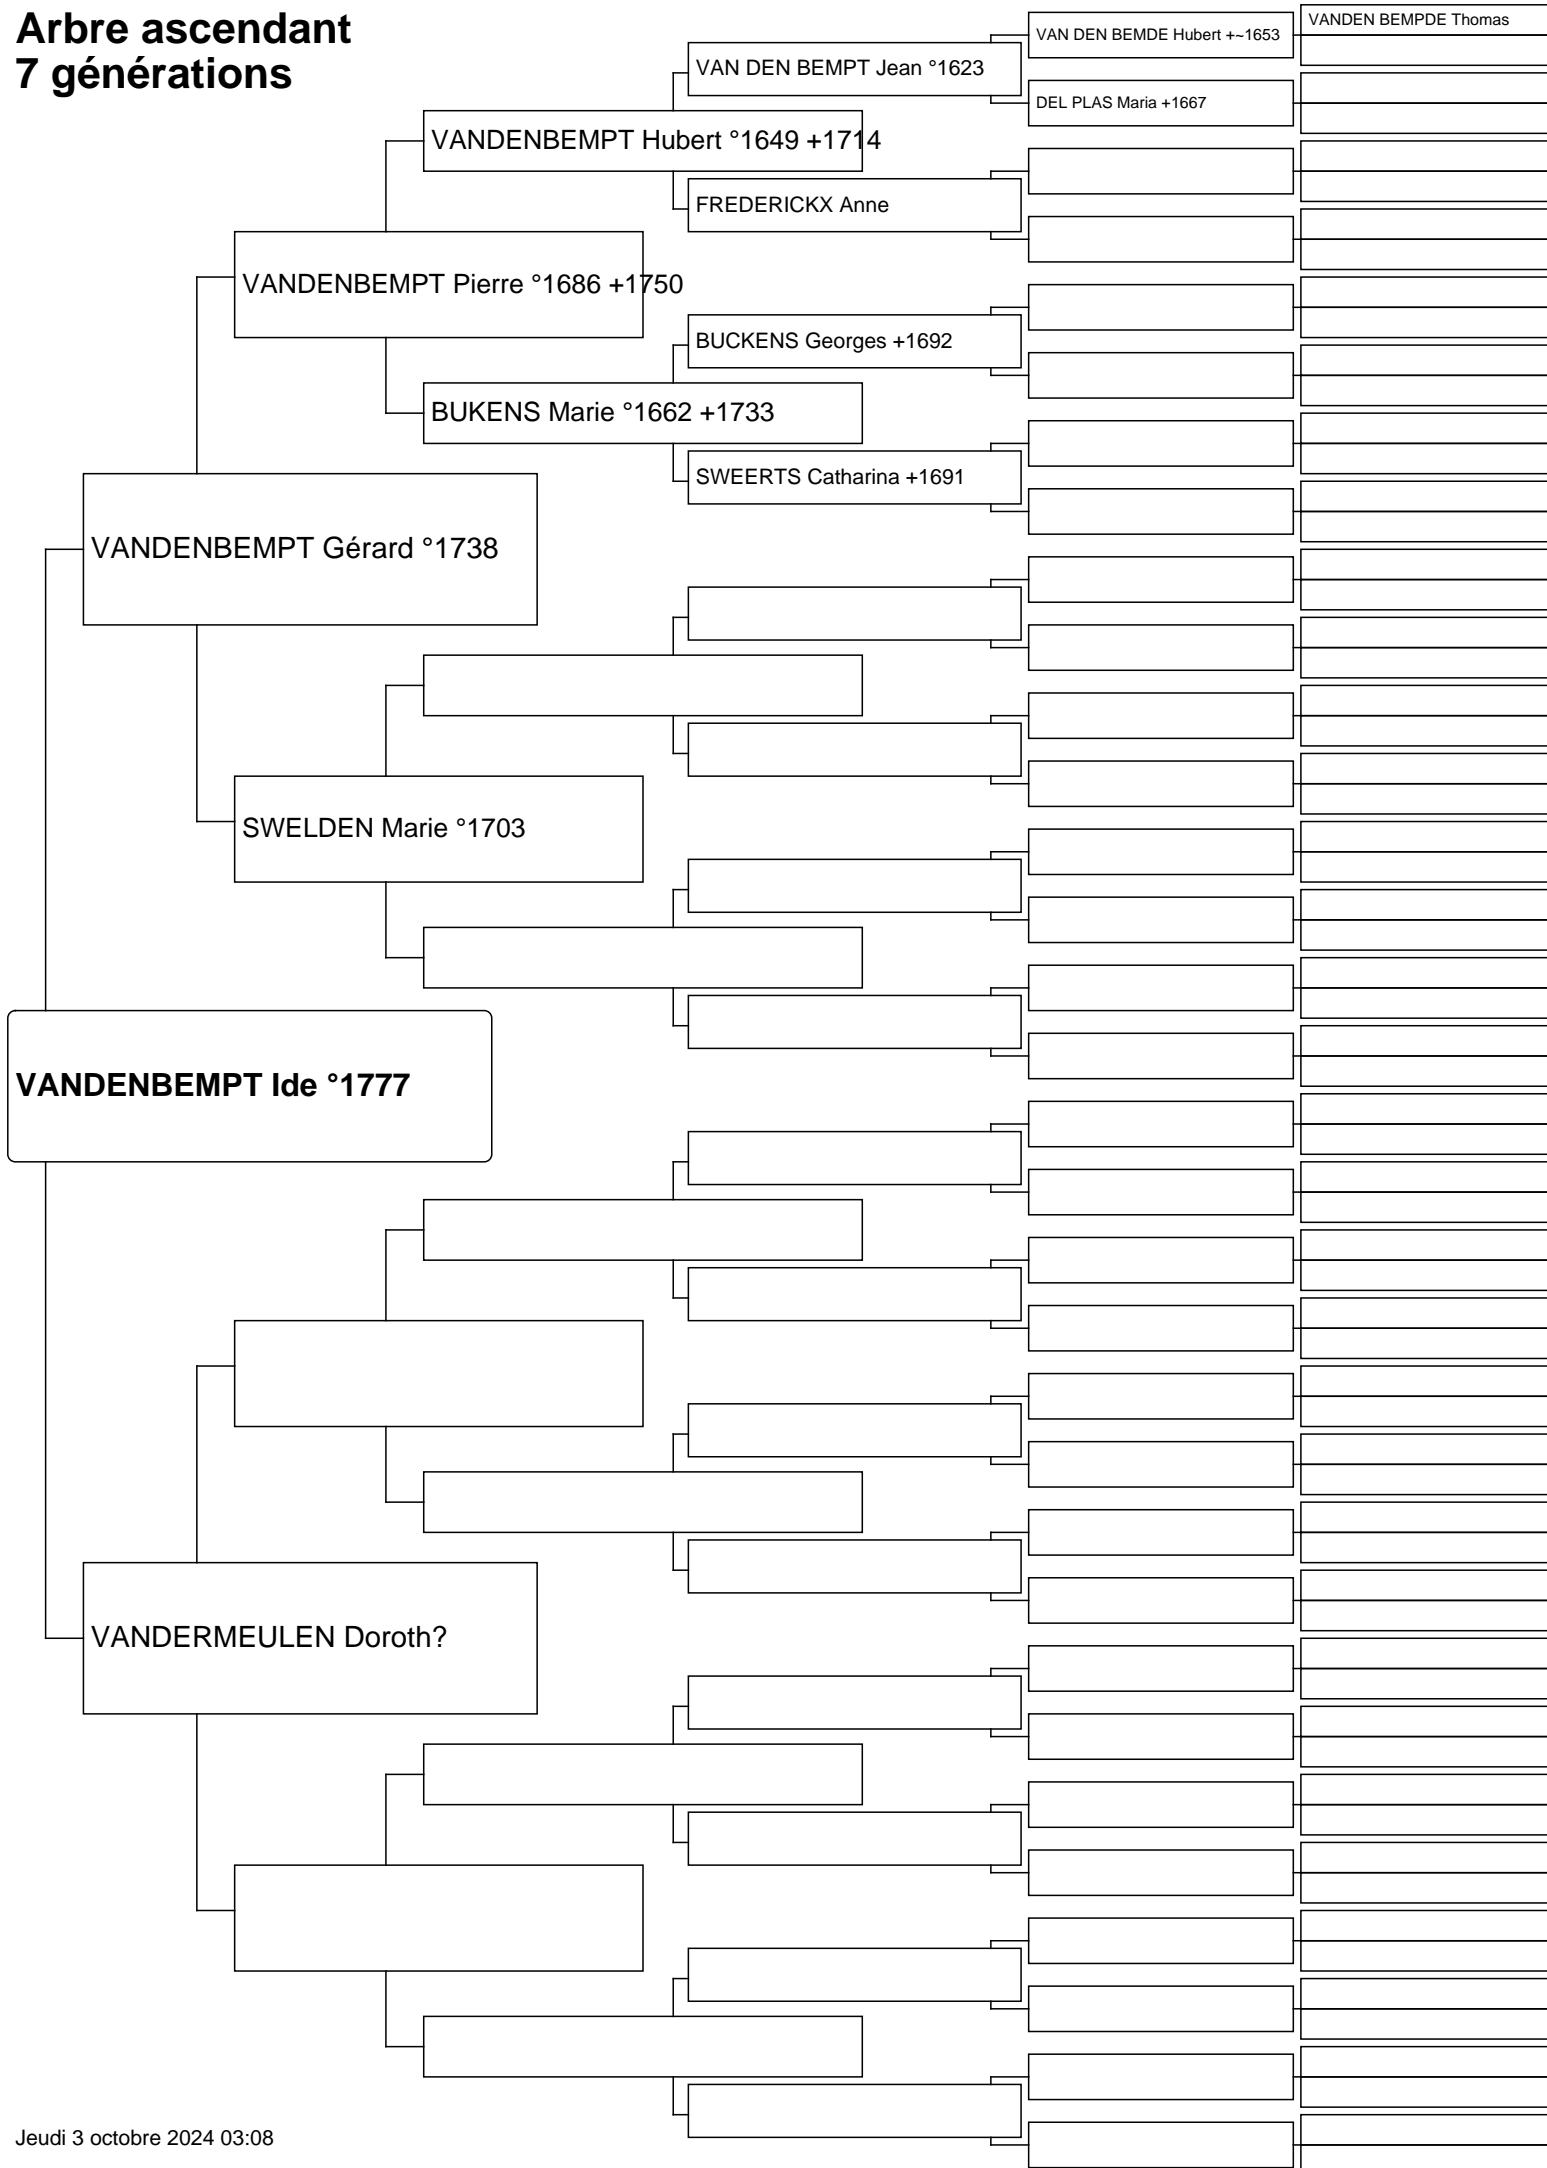 Arbre ascendant
7 générations
VANDEN BEMPDE Thomas
VAN DEN BEMDE Hubert +~1653
VAN DEN BEMPT Jean °1623
DEL PLAS Maria +1667
VANDENBEMPT Hubert °1649 +1714
FREDERICKX Anne
VANDENBEMPT Pierre °1686 +1750
BUCKENS Georges +1692
BUKENS Marie °1662 +1733
SWEERTS Catharina +1691
VANDENBEMPT Gérard °1738
SWELDEN Marie °1703
VANDENBEMPT Ide °1777
VANDERMEULEN Doroth?
Jeudi 3 octobre 2024 03:08